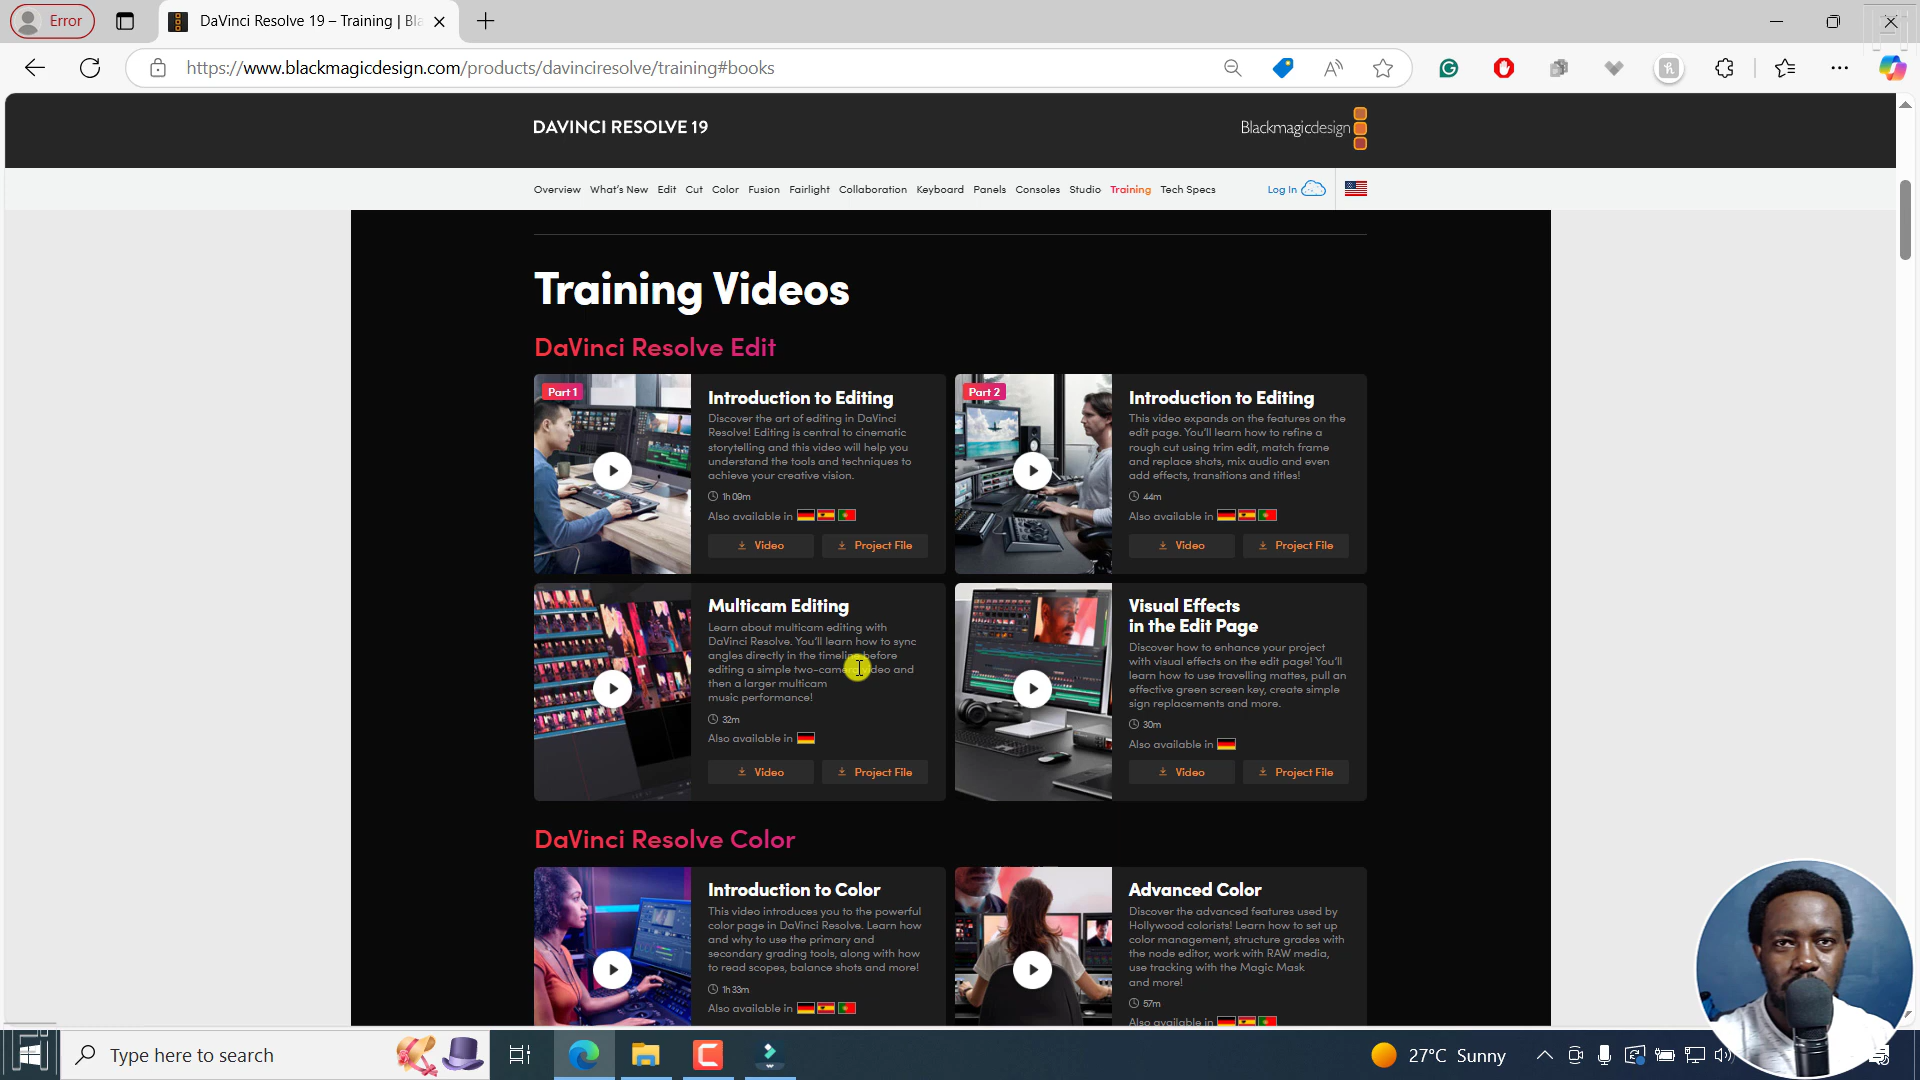 Error
DaVinci Resolve 19 – Training | Bla
https://www.blackmagicdesign.com/products/davinciresolve/training#books
DAVINCI RESOLVE 19
Blackmagicdesign
Overview What's New Edit Cut Color Fusion Fairlight Collaboration Keyboard Panels Consoles Studio Training Tech Specs Log In
Training Videos
DaVinci Resolve Edit
Part 1
Introduction to Editing
Discover the art of editing in DaVinci
Resolve! Editing is central to cinematic
storytelling and this video will help you
understand the tools and techniques to
achieve your creative vision.
1h 09m
Also available in
Video Project File
Part 2
Introduction to Editing
This video expands on the features on the
edit page. You'll learn how to refine a
rough cut using trim edit, match frame
and replace shots, mix audio and even
add effects, transitions and titles!
44m
Also available in
Video Project File
Multicam Editing
Learn about multicam editing with
DaVinci Resolve. You'll learn how to sync
angles directly in the timeline before
editing a simple two-camera video and
then a larger multicam
music performance!
32m
Also available in
Video Project File
Visual Effects
in the Edit Page
Discover how to enhance your project
with visual effects on the edit page! You'll
learn how to use travelling mattes, pull an
effective green screen key, create simple
sign replacements and more.
30m
Also available in
Video Project File
DaVinci Resolve Color
Introduction to Color
This video introduces you to the powerful
color page in DaVinci Resolve. Learn how
and why to use the primary and
secondary grading tools, along with how
to read scopes, balance shots and more!
1h 33m
Also available in
Advanced Color
Discover the advanced features used by
Hollywood colorists! Learn how to set up
color management, structure grades with
the node editor, work with RAW media,
use tracking with the Magic Mask
and more!
57m
Also available in
Type here to search
27°C Sunny